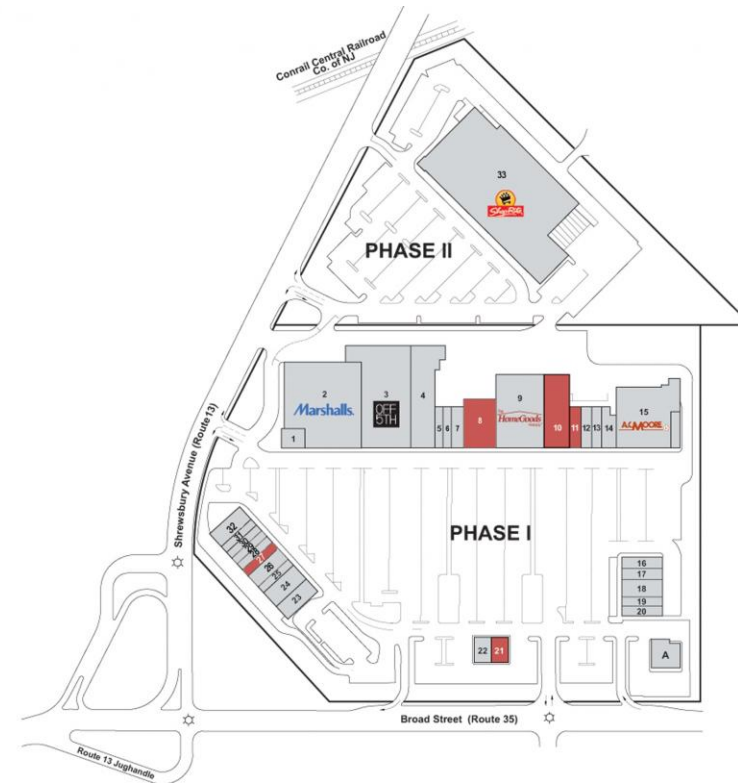 Conrail Central Railroad
Co. of NJ
33
ShopRite
PHASE II
Shrewsbury Avenue (Route13)
1
2
Marshalls.
3
OFF
5TH
4
5
6
7
8
9
HomeGoods
10
11
12
13
14
15
A.C.MOORE
PHASE I
32
27
26
25
24
23
16
17
18
19
20
22
21
A
Broad Street (Route 35)
Route 13 Jughandle